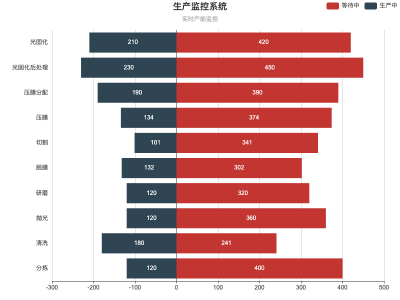 生产监控系统
实时产能监控
等待中 生产中
光固化 210 420
光固化后处理 230 450
压膜分配 190 390
压膜 134 374
切割 101 341
脱膜 132 302
研磨 120 320
抛光 120 360
清洗 180 241
分拣 120 400
-300 -200 -100 0 100 200 300 400 500